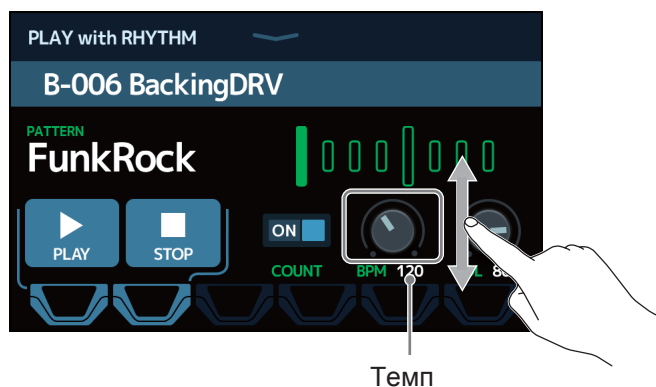 PLAY with RHYTHM
B-006 BackingDRV
PATTERN
FunkRock
PLAY
STOP
ON
COUNT
BPM 120
Темп